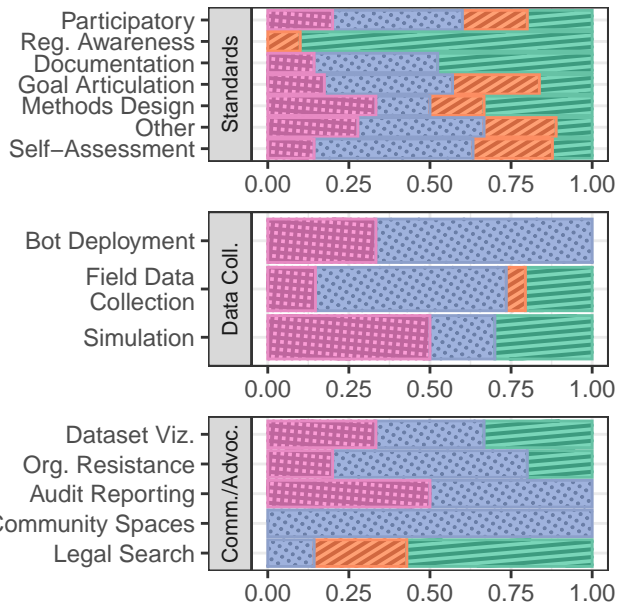 Participatory
Reg. Awareness
Documentation
Goal Articulation
Methods Design
Other
Self−Assessment
Standards
0.00 0.25 0.50 0.75 1.00
Bot Deployment
Field Data
Collection
Simulation
Data Coll.
0.00 0.25 0.50 0.75 1.00
Dataset Viz.
Org. Resistance
Audit Reporting
ommunity Spaces
Legal Search
Comm./Advoc.
0.00 0.25 0.50 0.75 1.00